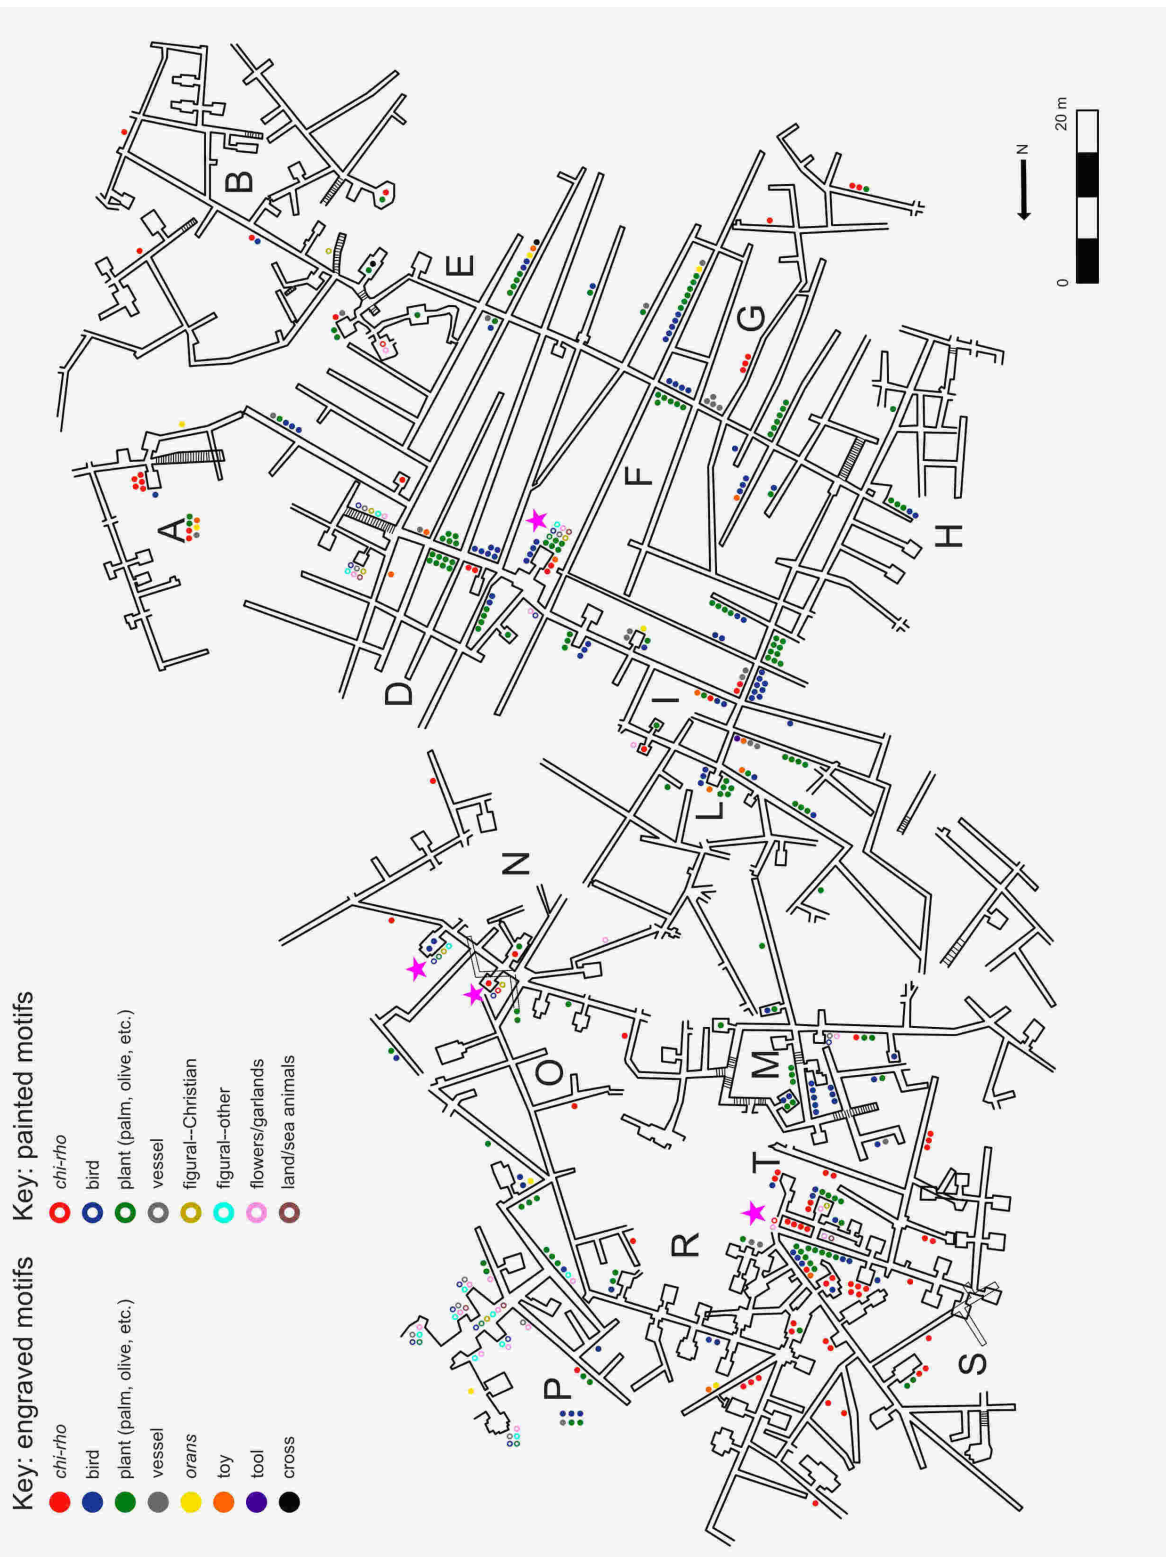 Key: engraved motifs
chi-rho
bird
plant (palm, olive, etc.)
vessel
orans
toy
tool
cross
Key: painted motifs
chi-rho
bird
plant (palm, olive, etc.)
vessel
figural--Christian
figural--other
flowers/garlands
land/sea animals
A
B
D
E
F
G
H
I
L
M
N
O
P
R
S
T
N
0
20 m